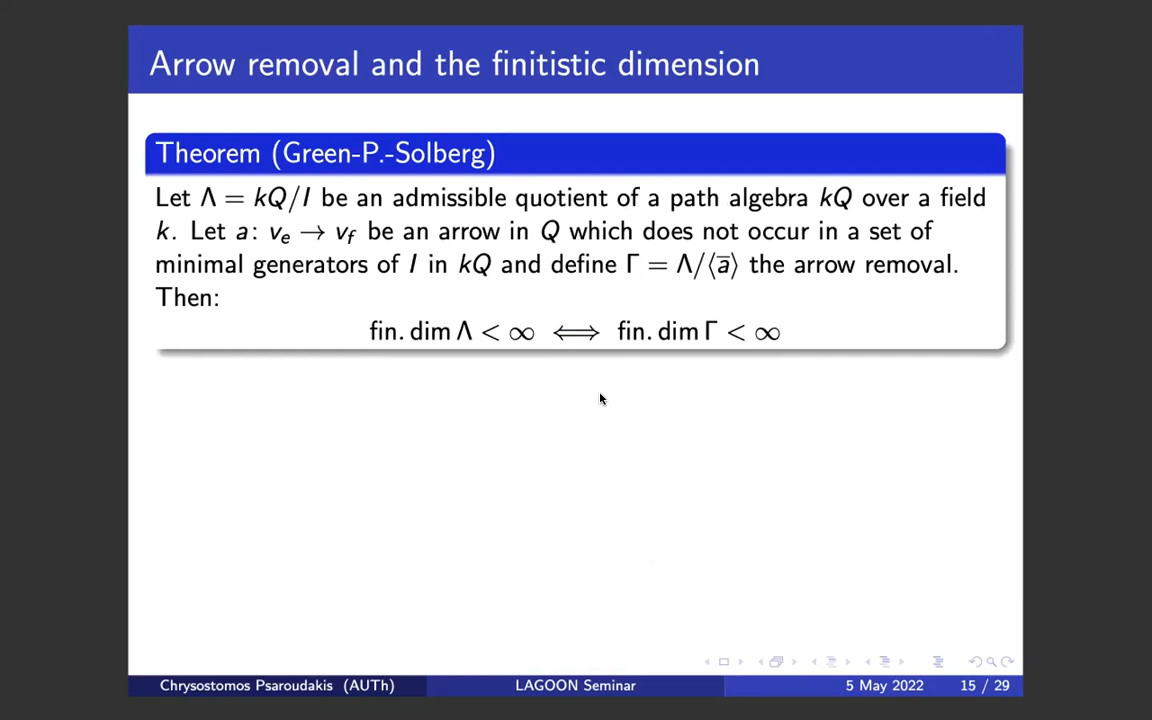 Arrow removal and the finitistic dimension
Theorem (Green-P.-Solberg)
Let Λ = kQ/I be an admissible quotient of a path algebra kQ over a field
k. Let a: vₑ → v_f be an arrow in Q which does not occur in a set of
minimal generators of I in kQ and define Γ = Λ/⟨a̅⟩ the arrow removal.
Then:
fin. dim Λ < ∞ ⟺ fin. dim Γ < ∞
Chrysostomos Psaroudakis (AUTh) LAGOON Seminar 5 May 2022 15 / 29